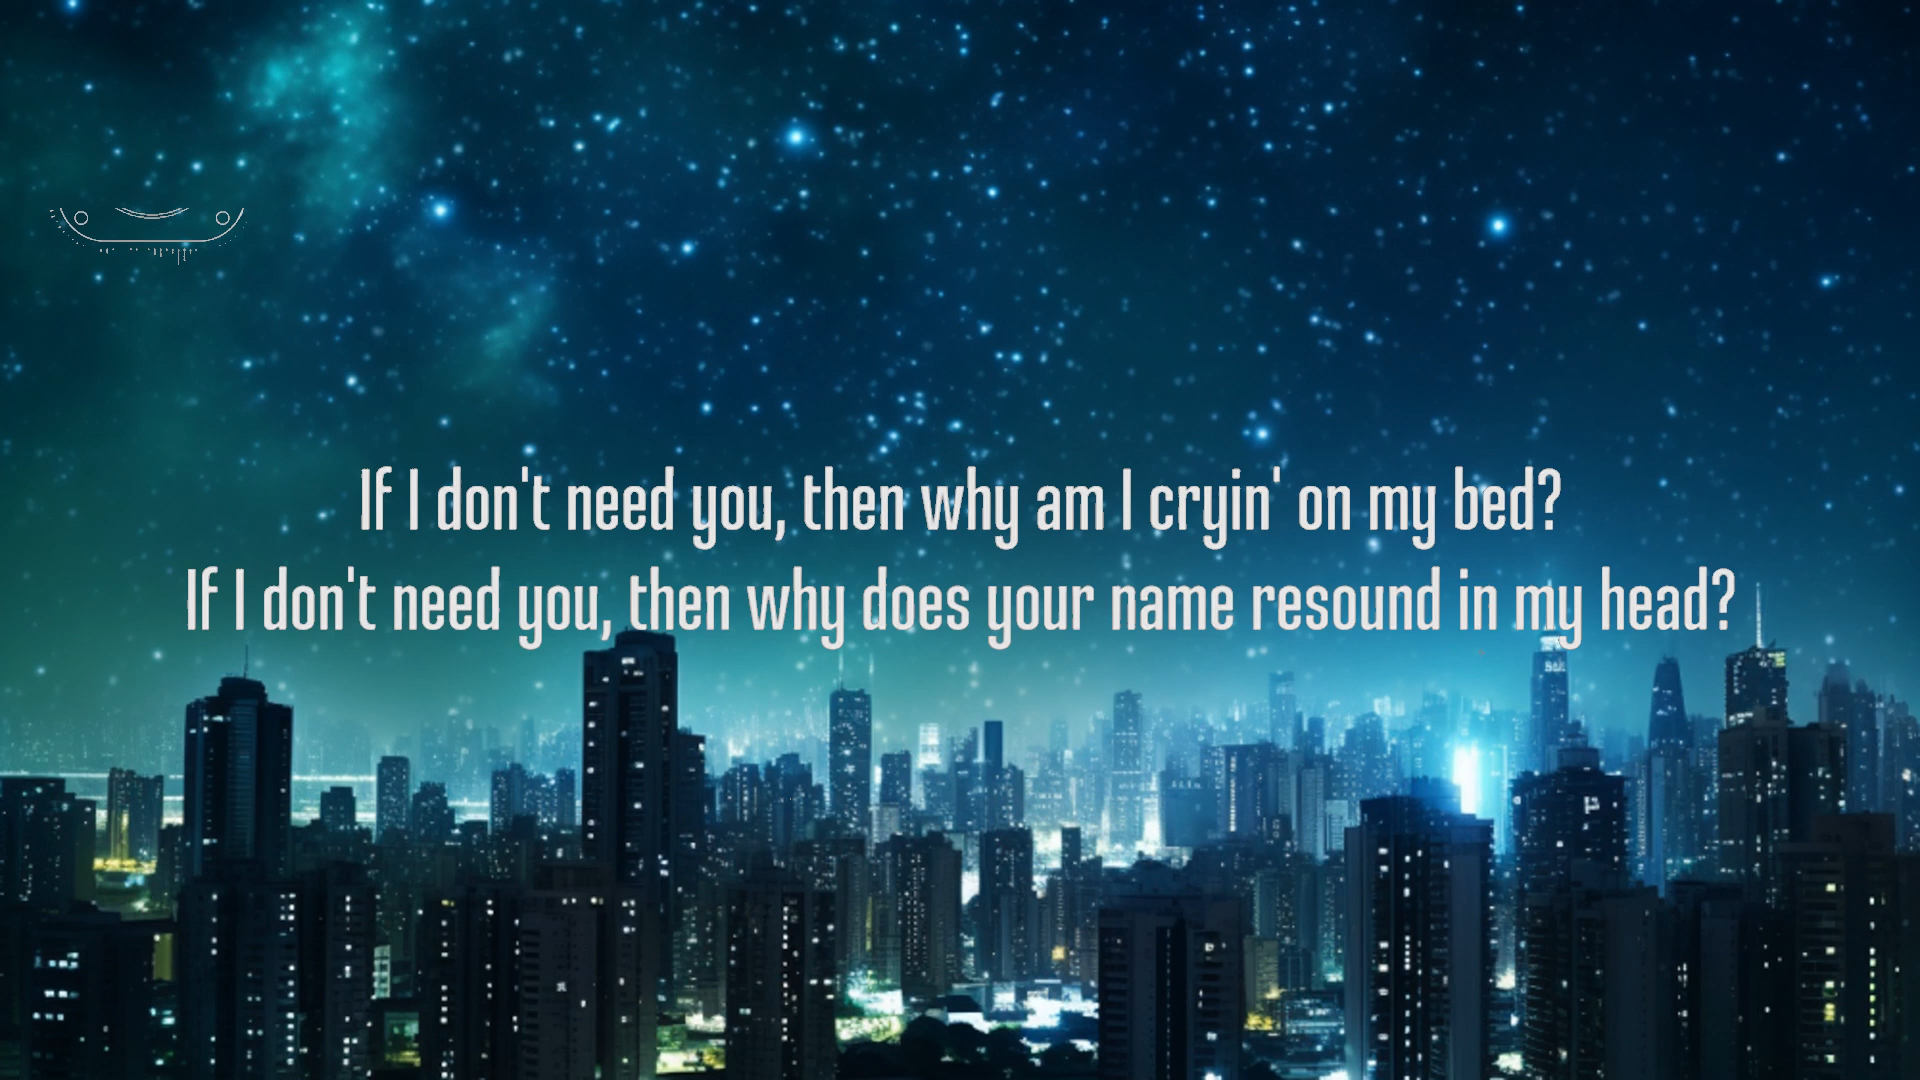 If I don't need you, then why am I cryin' on my bed?
If I don't need you, then why does your name resound in my head?